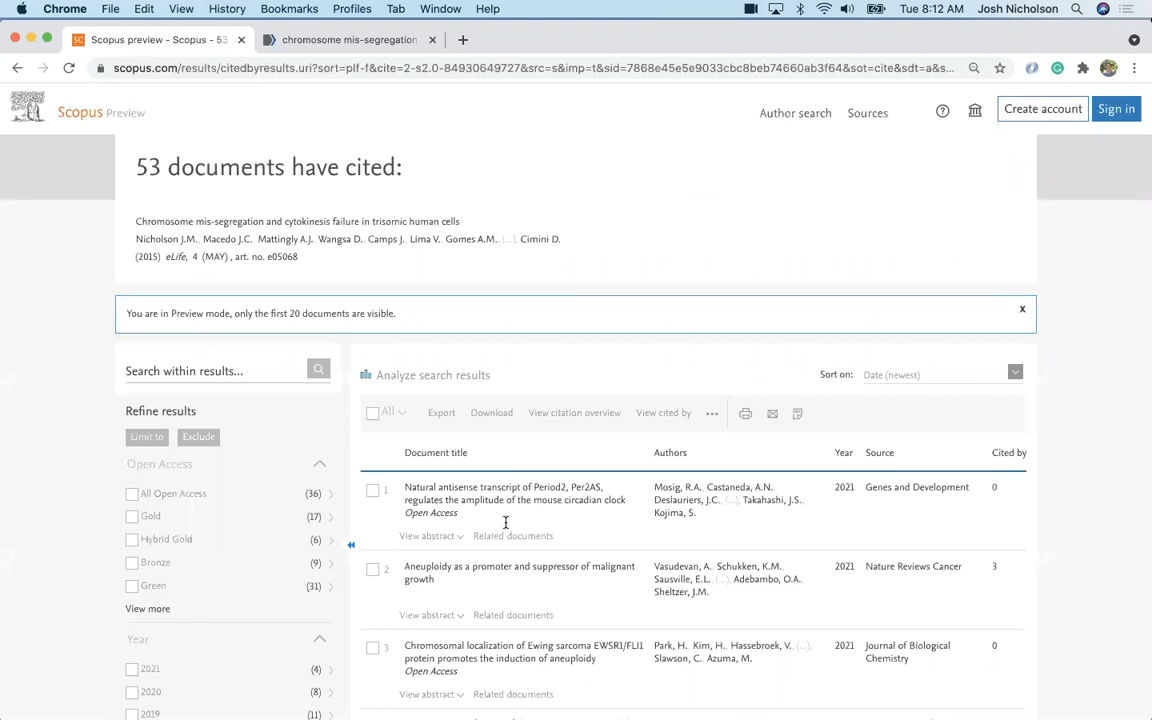 Chrome File Edit View History Bookmarks Profiles Tab Window Help Tue 8:12 AM Josh Nicholson
Scopus preview - Scopus - 53 chromosome mis-segregation
scopus.com/results/citedbyresults.uri?sort=plf-f&cite=2-s2.0-84930649727&src=s&imp=t&sid=7868e45e5e9033cbc8beb74660ab3f64&sot=cite&sdt=a&s...
Scopus Preview
Author search Sources Create account Sign in
53 documents have cited:
Chromosome mis-segregation and cytokinesis failure in trisomic human cells
Nicholson J.M., Macedo J.C., Mattingly A.J., Wangsa D., Camps J., Lima V., Gomes A.M., (...), Cimini D.
(2015) eLife, 4 (MAY) , art. no. e05068
You are in Preview mode, only the first 20 documents are visible. x
Search within results...
Refine results
Limit to Exclude
Open Access
All Open Access (36)
Gold (17)
Hybrid Gold (6)
Bronze (9)
Green (31)
View more
Year
2021 (4)
2020 (8)
2019 (11)
Analyze search results Sort on: Date (newest)
All Export Download View citation overview View cited by ...
Document title Authors Year Source Cited by
1 Natural antisense transcript of Period2, Per2AS, Mosig, R.A., Castaneda, A.N. 2021 Genes and Development 0
regulates the amplitude of the mouse circadian clock Deslauriers, J.C., (...), Takahashi, J.S.,
Open Access Kojima, S.
View abstract Related documents
2 Aneuploidy as a promoter and suppressor of malignant Vasudevan, A., Schukken, K.M. 2021 Nature Reviews Cancer 3
growth Sausville, E.L., (...), Adebambo, O.A.
Sheltzer, J.M.
View abstract Related documents
3 Chromosomal localization of Ewing sarcoma EWSR1/FLI1 Park, H., Kim, H., Hassebroek, V., (...), 2021 Journal of Biological 0
protein promotes the induction of aneuploidy Slawson, C., Azuma, M. Chemistry
Open Access
View abstract Related documents